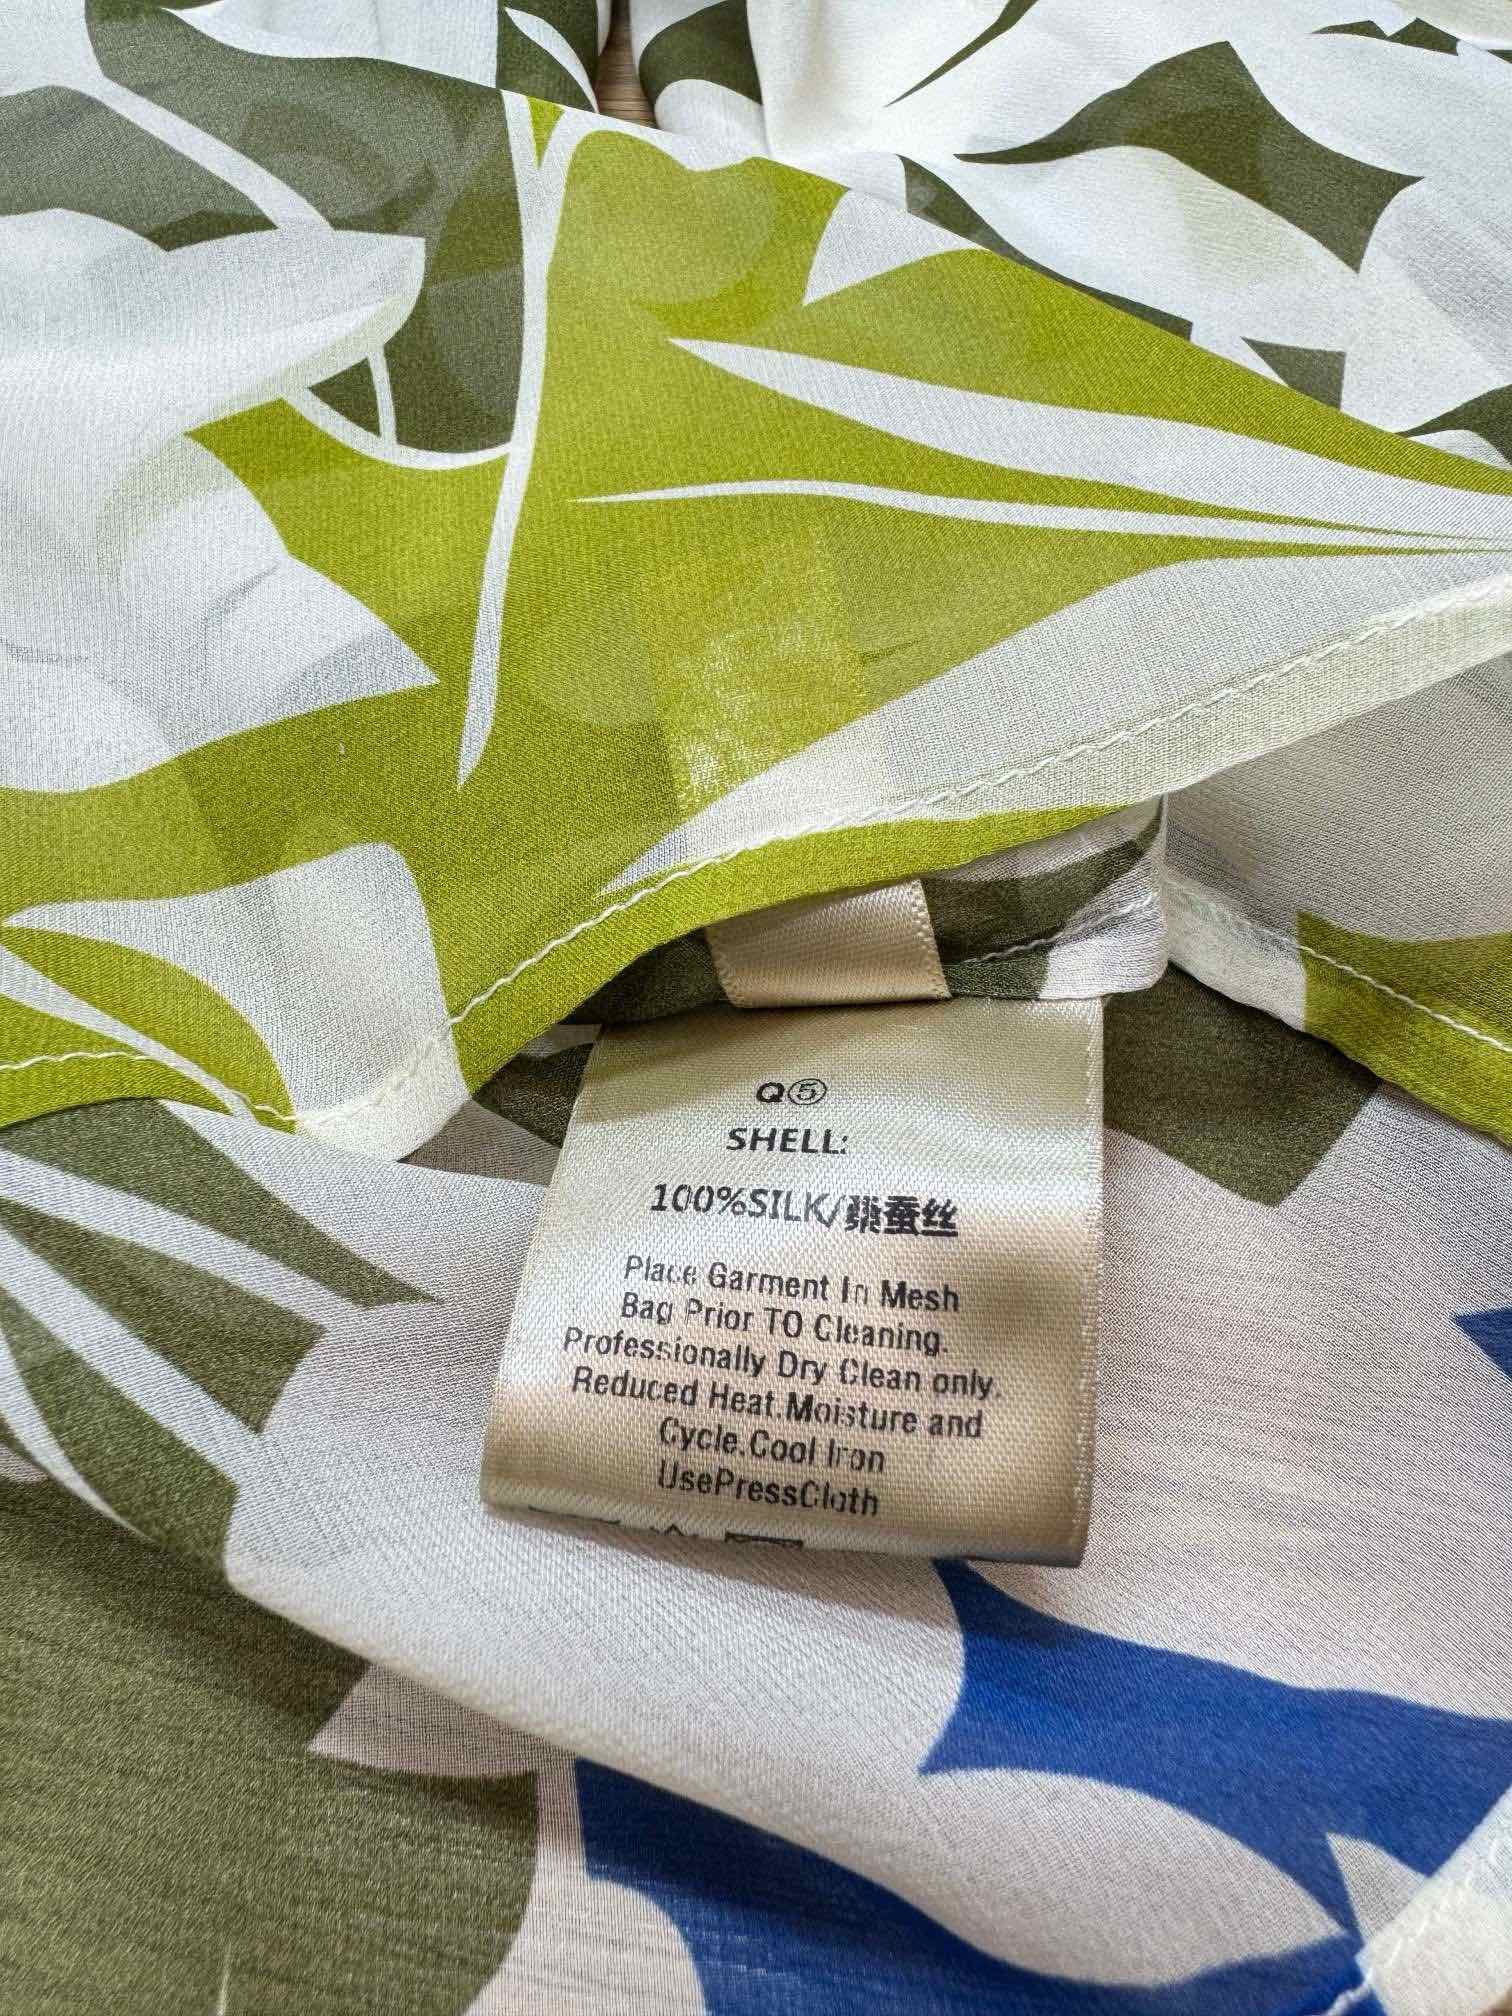 Q⑤
SHELL:
100%SILK/桑蚕丝
Place Garment In Mesh
Bag Prior TO Cleaning.
Professionally Dry Clean only.
Reduced Heat.Moisture and
Cycle.Cool Iron
UsePressCloth